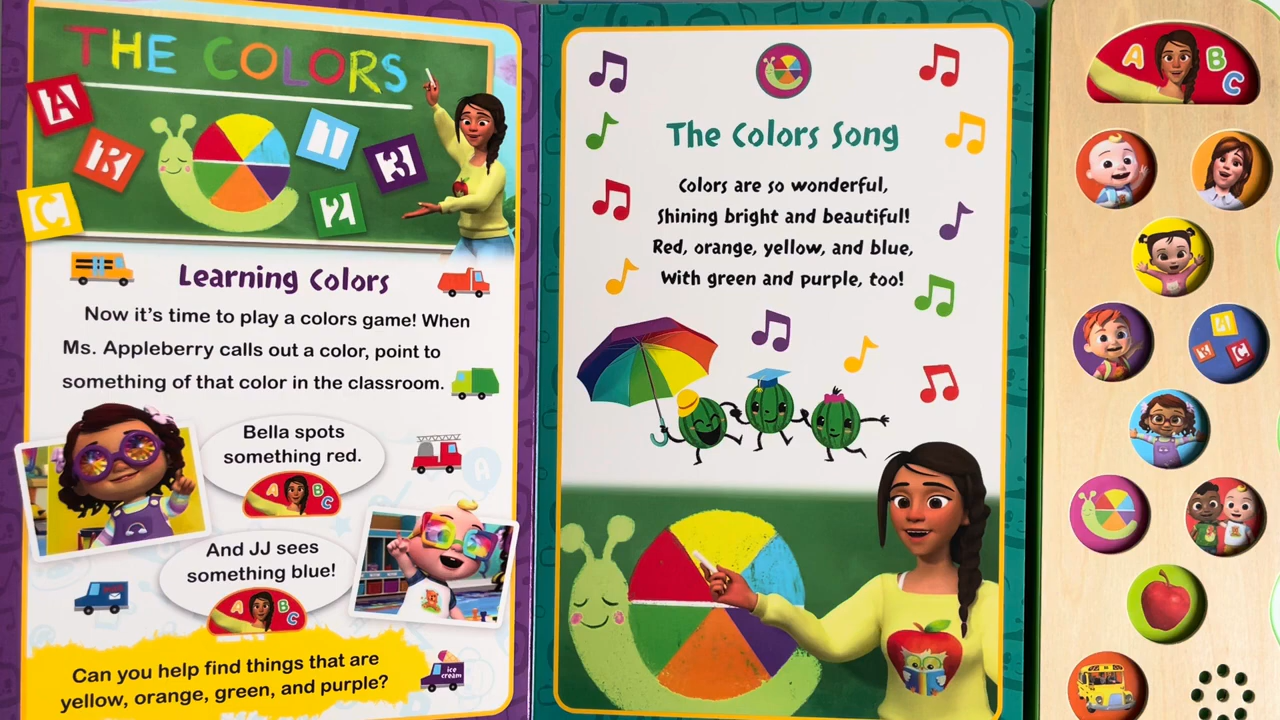 THE COLORS
A
B
C
1
2
3
Learning Colors
Now it's time to play a colors game! When
Ms. Appleberry calls out a color, point to
something of that color in the classroom.
Bella spots
something red.
A B C
And JJ sees
something blue!
A B C
Can you help find things that are
yellow, orange, green, and purple?
ice
cream
The Colors Song
Colors are so wonderful,
Shining bright and beautiful!
Red, orange, yellow, and blue,
With green and purple, too!
A B C
A
B C